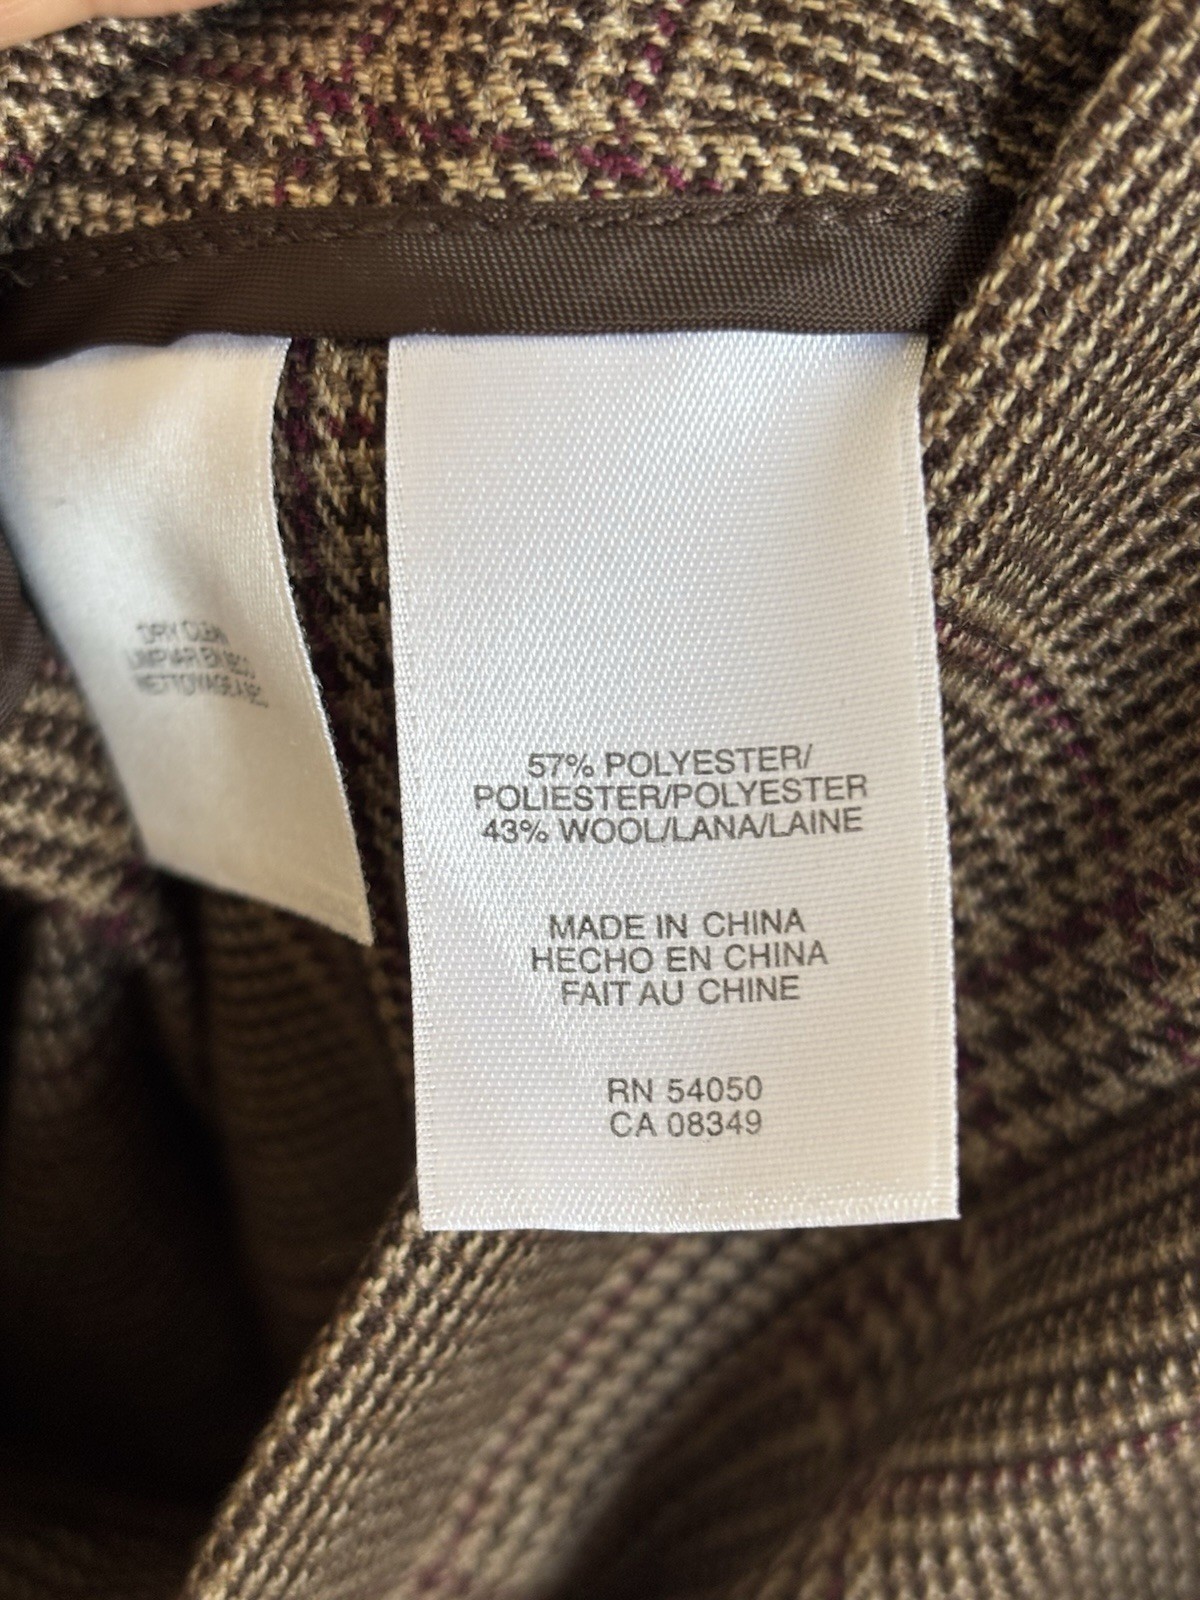 DRY CLEAN
LIMPIAR EN SECO
NETTOYAGE A SEC
57% POLYESTER/
POLIESTER/POLYESTER
43% WOOL/LANA/LAINE
MADE IN CHINA
HECHO EN CHINA
FAIT AU CHINE
RN 54050
CA 08349